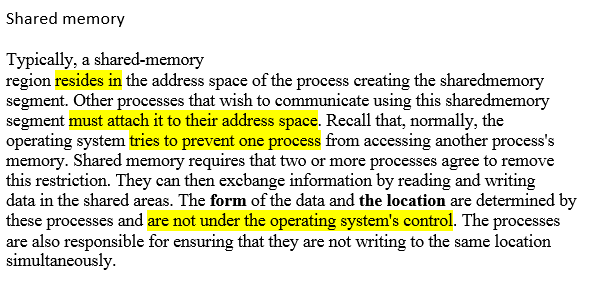 Shared memory
Typically, a shared-memory
region resides in the address space of the process creating the sharedmemory
segment. Other processes that wish to communicate using this sharedmemory
segment must attach it to their address space. Recall that, normally, the
operating system tries to prevent one process from accessing another process's
memory. Shared memory requires that two or more processes agree to remove
this restriction. They can then excbange information by reading and writing
data in the shared areas. The form of the data and the location are determined by
these processes and are not under the operating system's control. The processes
are also responsible for ensuring that they are not writing to the same location
simultaneously.